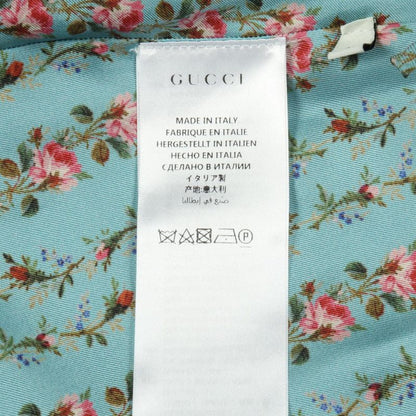 GUCCI
MADE IN ITALY
FABRIQUE EN ITALIE
HERGESTELLT IN ITALIEN
HECHO EN ITALIA
СДЕЛАНО В ИТАЛИИ
イタリア製
产地:意大利
صنع في إيطاليا
P